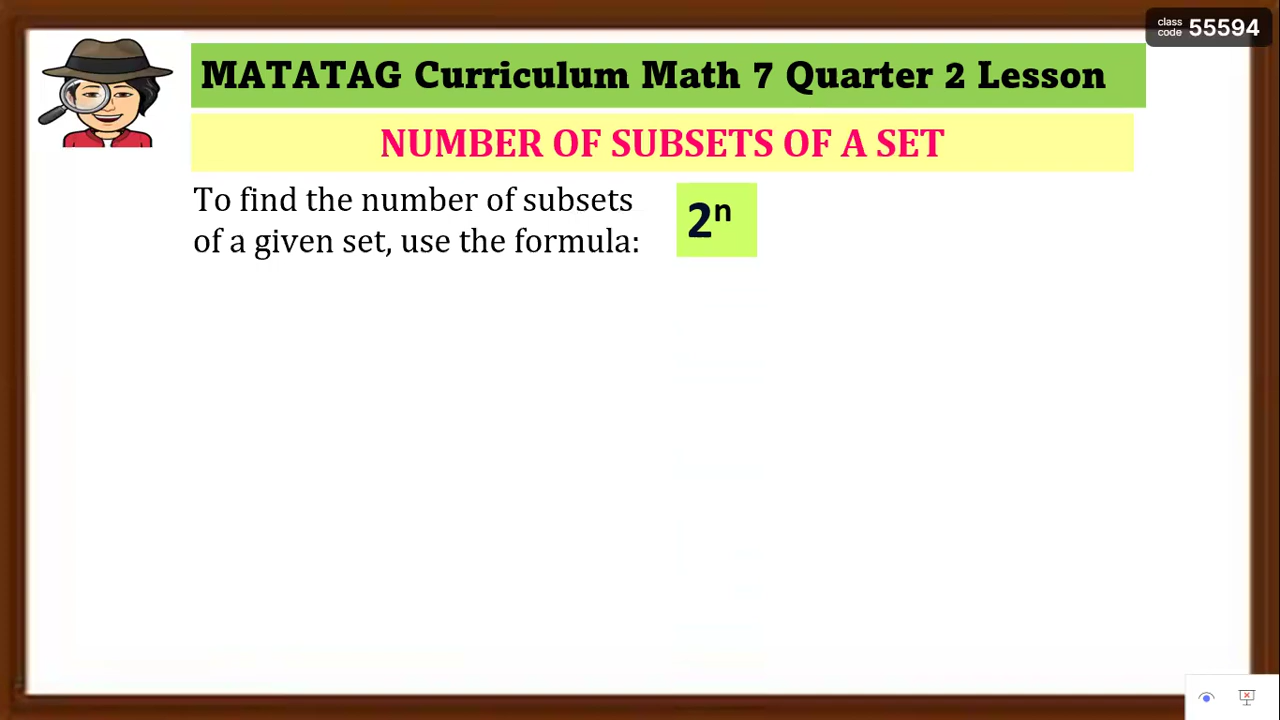 class code 55594
MATATAG Curriculum Math 7 Quarter 2 Lesson
NUMBER OF SUBSETS OF A SET
To find the number of subsets
of a given set, use the formula:
2ⁿ